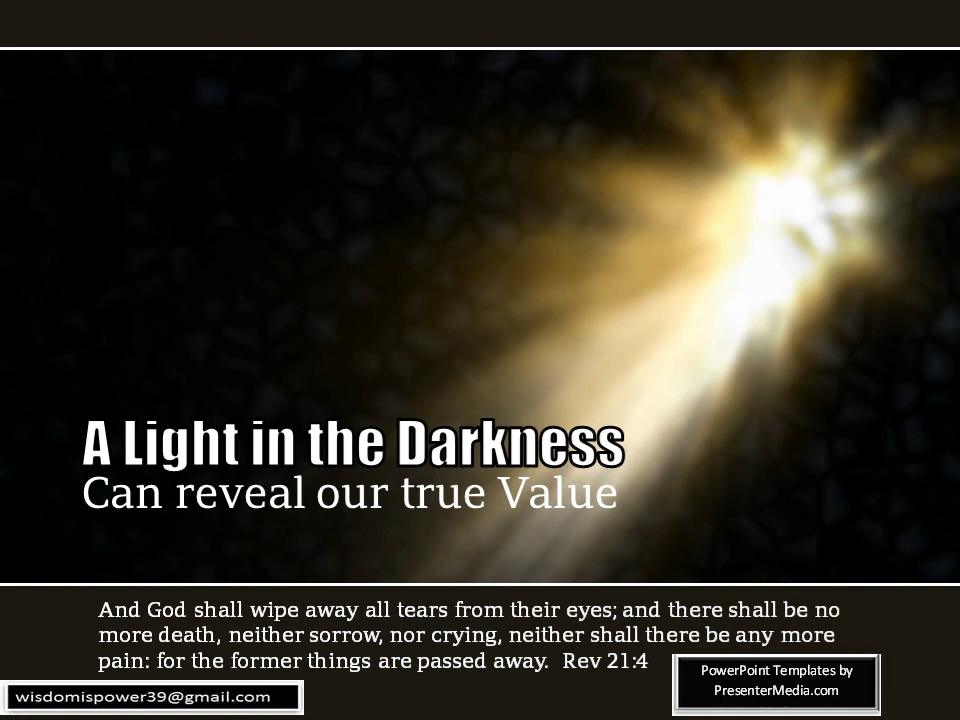 A Light in the Darkness
Can reveal our true Value
And God shall wipe away all tears from their eyes; and there shall be no
more death, neither sorrow, nor crying, neither shall there be any more
pain: for the former things are passed away.  Rev 21:4
PowerPoint Templates by
PresenterMedia.com
wisdomispower39@gmail.com